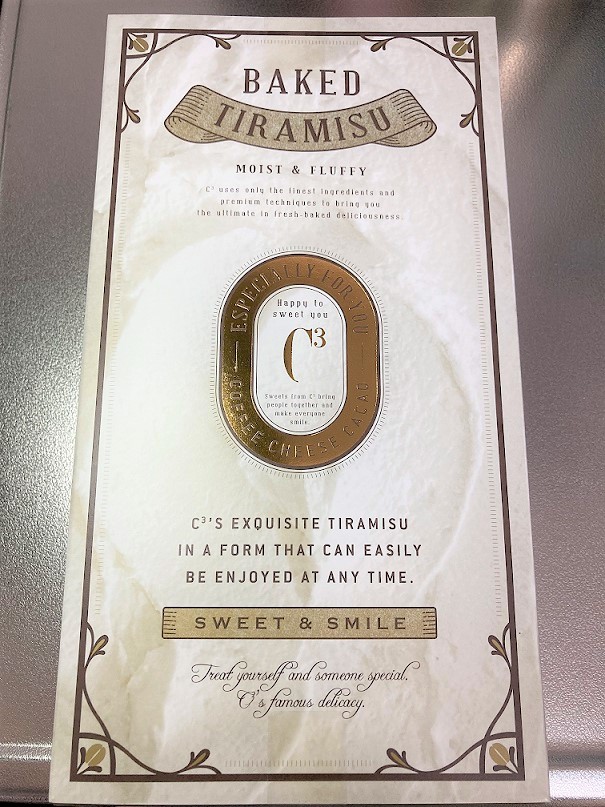 BAKED
TIRAMISU
MOIST & FLUFFY
C³ uses only the finest ingredients and
premium techniques to bring you
the ultimate in fresh-baked deliciousness.
ESPECIALLY FOR YOU
Happy to
sweet you
C³
Sweets from C³ bring
people together and
make everyone
smile.
COFFEE CHEESE CACAO
C³'S EXQUISITE TIRAMISU
IN A FORM THAT CAN EASILY
BE ENJOYED AT ANY TIME.
SWEET & SMILE
Treat yourself and someone special.
C³'s famous delicacy.